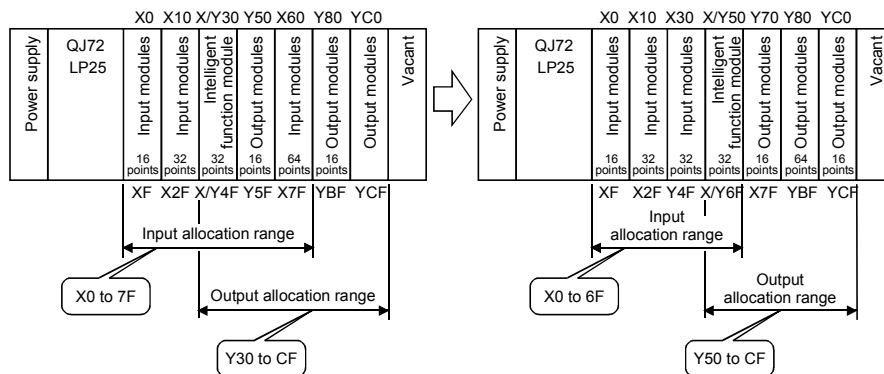 X0 X10 X/Y30 Y50 X60 Y80 YC0
Power supply
QJ72
LP25
Input modules
16
points
Input modules
32
points
Intelligent
function module
32
points
Output modules
16
points
Input modules
64
points
Output modules
16
points
Output modules
Vacant
XF X2F X/Y4F Y5F X7F YBF YCF
Input allocation range
X0 to 7F
Output allocation range
Y30 to CF
X0 X10 X30 X/Y50 Y70 Y80 YC0
Power supply
QJ72
LP25
Input modules
16
points
Input modules
32
points
Input modules
32
points
Intelligent
function module
32
points
Output modules
16
points
Output modules
64
points
Output modules
16
points
Vacant
XF X2F Y4F X/Y6F X7F YBF YCF
Input
allocation range
X0 to 6F
Output
allocation range
Y50 to CF